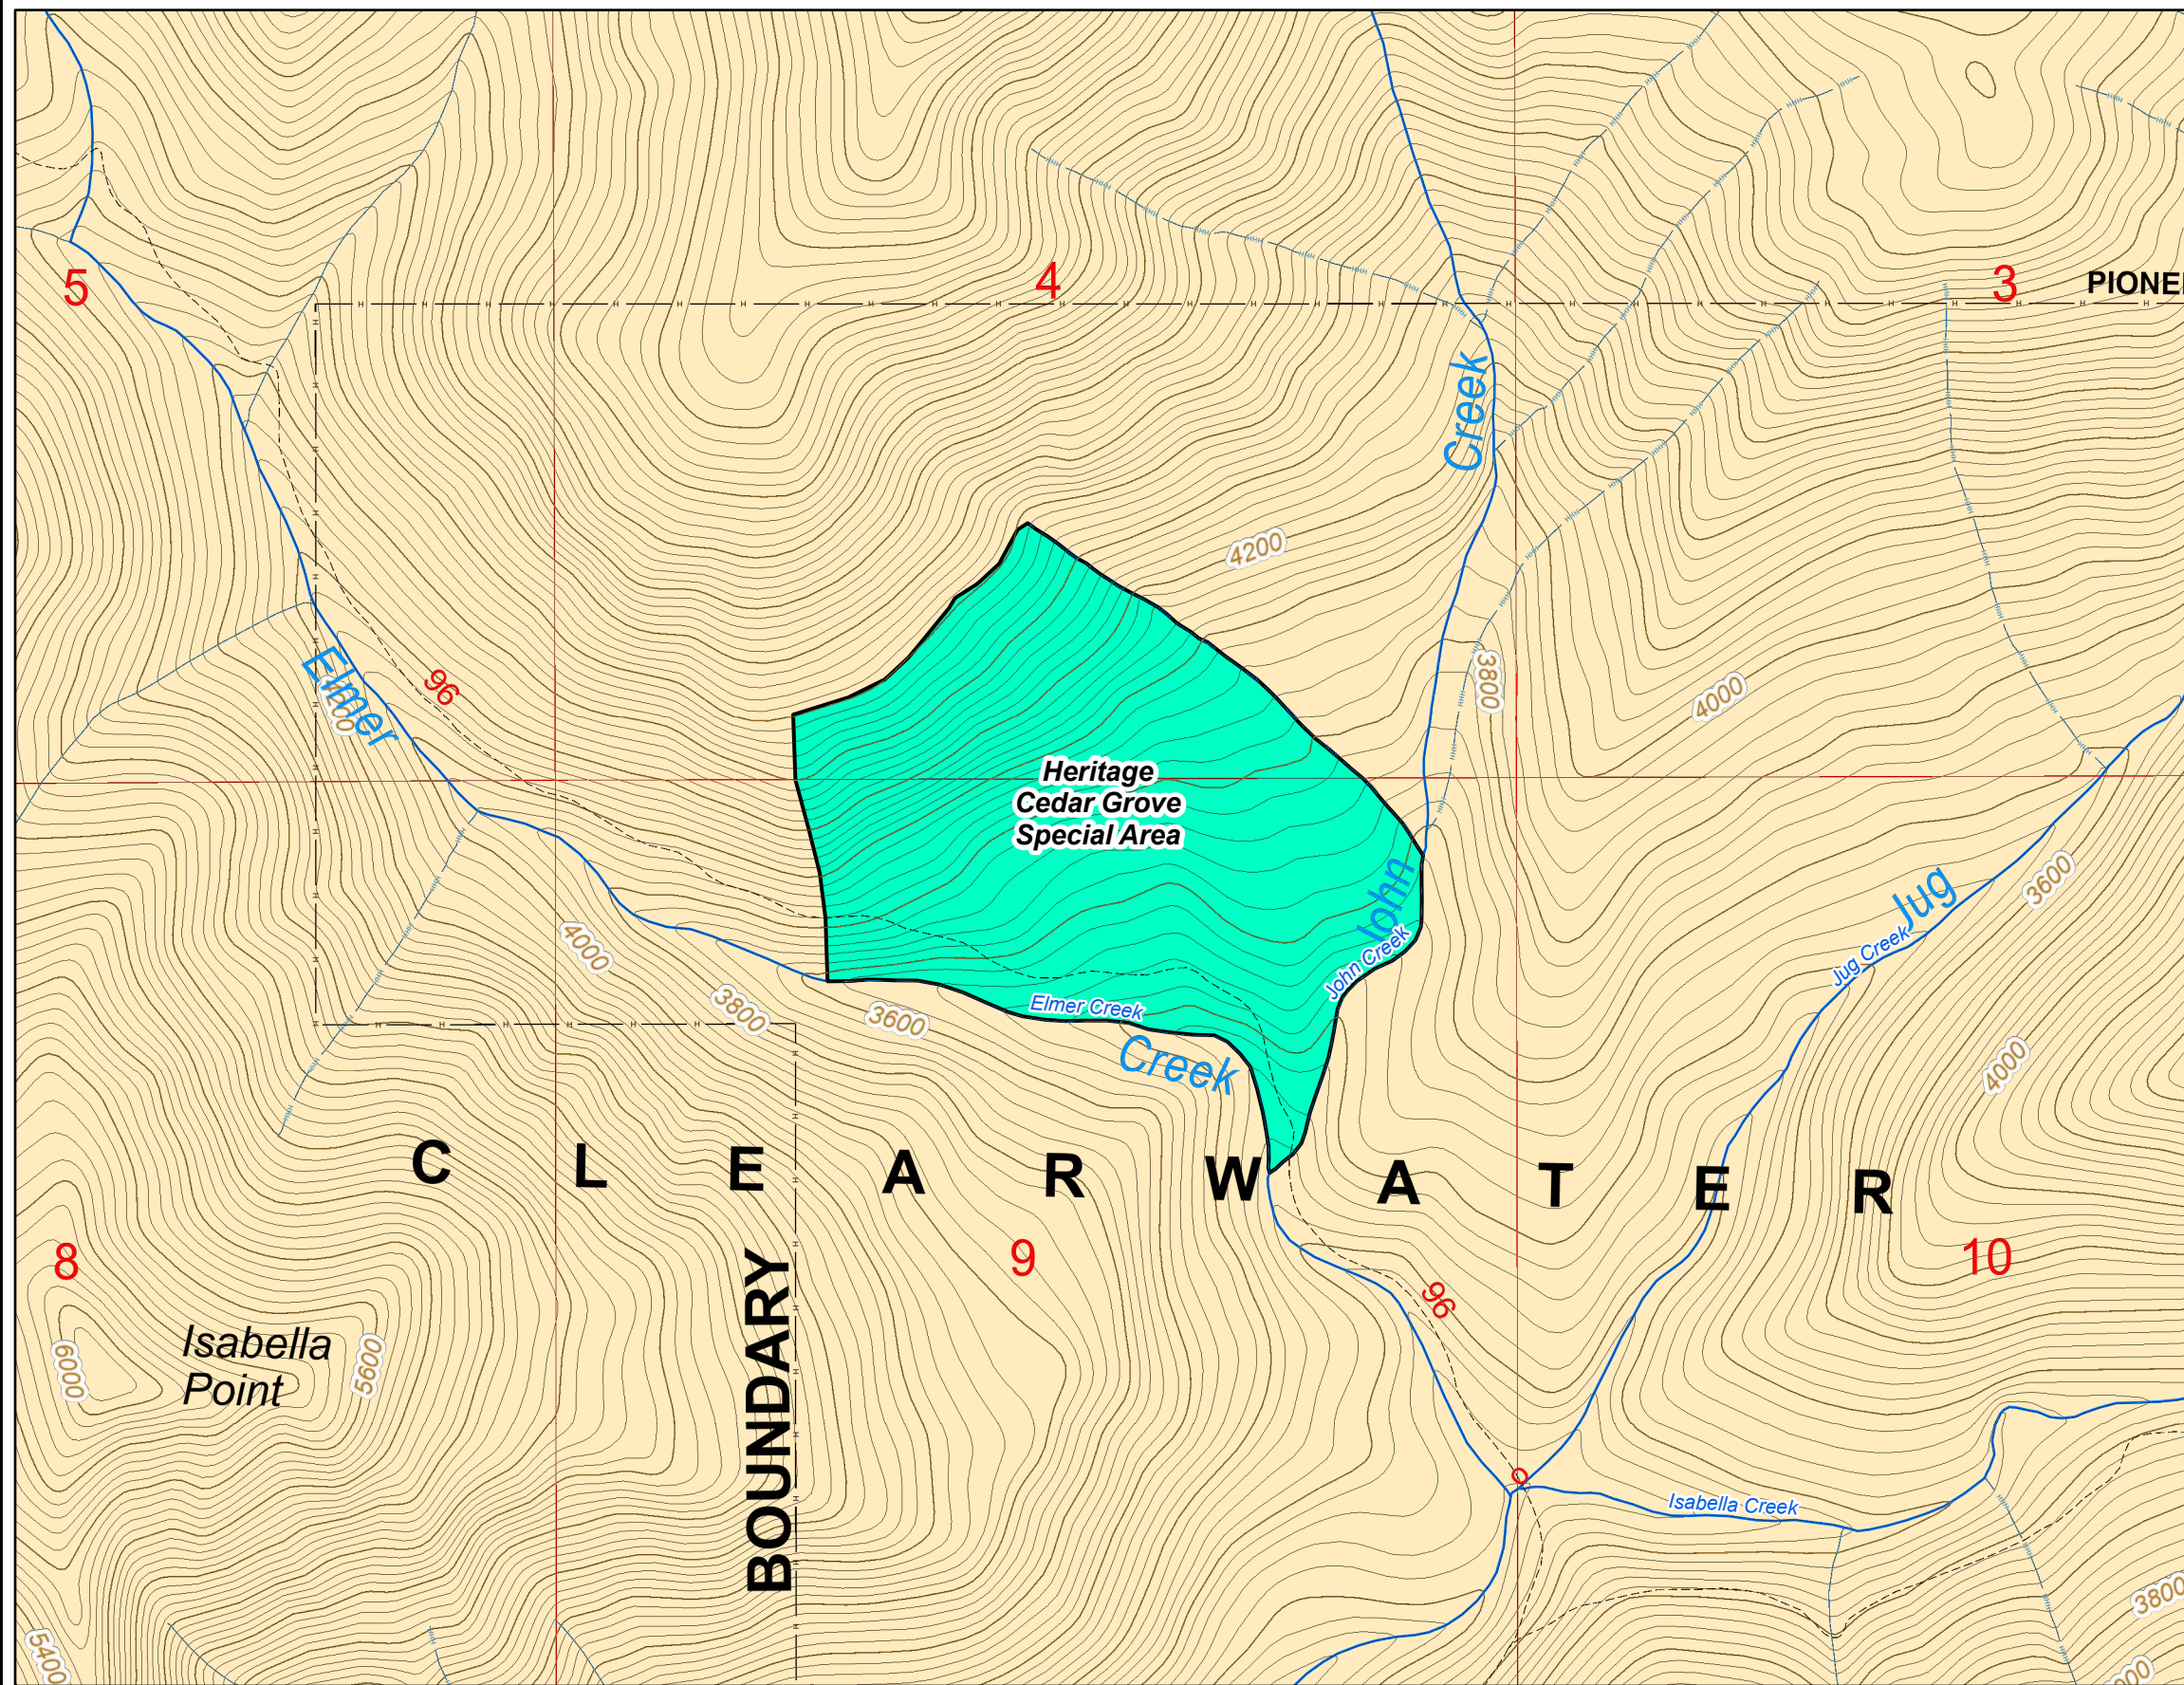 5
4
3
PIONE
Creek
4200
Elmer
4200
96
3800
4000
Heritage
Cedar Grove
Special Area
John
John Creek
Jug
Jug Creek
3600
4000
3800
3600
Elmer Creek
Creek
4000
C L E A R W A T E R
8
9
10
BOUNDARY
96
Isabella
Point
6000
5600
Isabella Creek
3800
5400